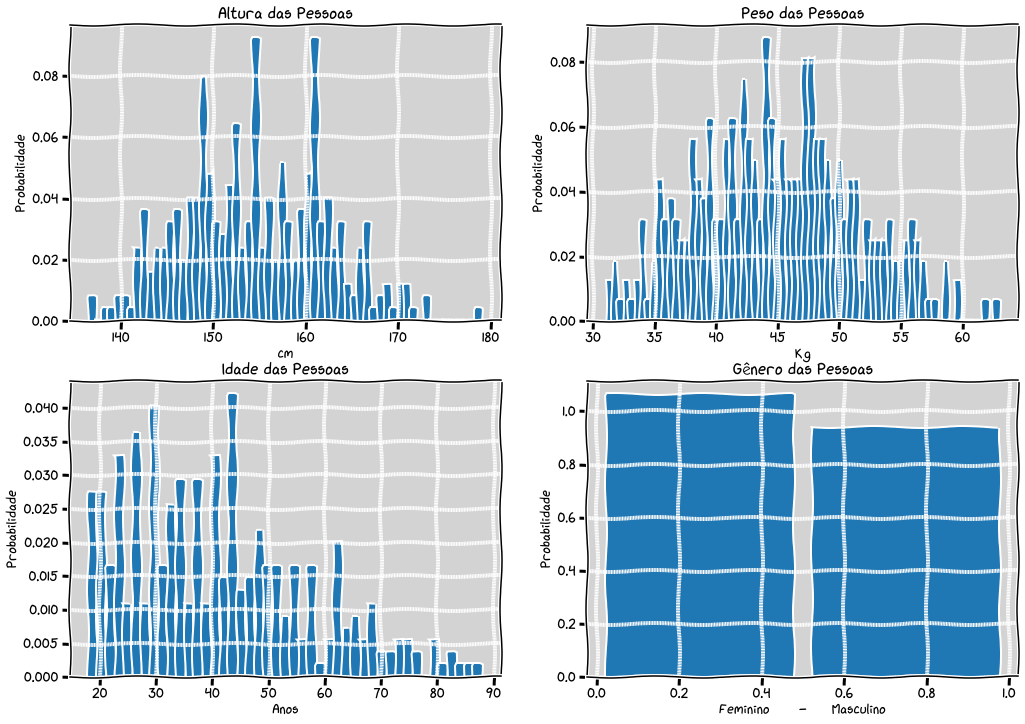 Altura das Pessoas
Probabilidade
0.08
0.06
0.04
0.02
0.00
140 150 160 170 180
cm
Peso das Pessoas
Probabilidade
0.08
0.06
0.04
0.02
0.00
30 35 40 45 50 55 60
Kg
Idade das Pessoas
Probabilidade
0.040
0.035
0.030
0.025
0.020
0.015
0.010
0.005
0.000
20 30 40 50 60 70 80 90
Anos
Gênero das Pessoas
Probabilidade
1.0
0.8
0.6
0.4
0.2
0.0
0.0 0.2 0.4 0.6 0.8 1.0
Feminino - Masculino